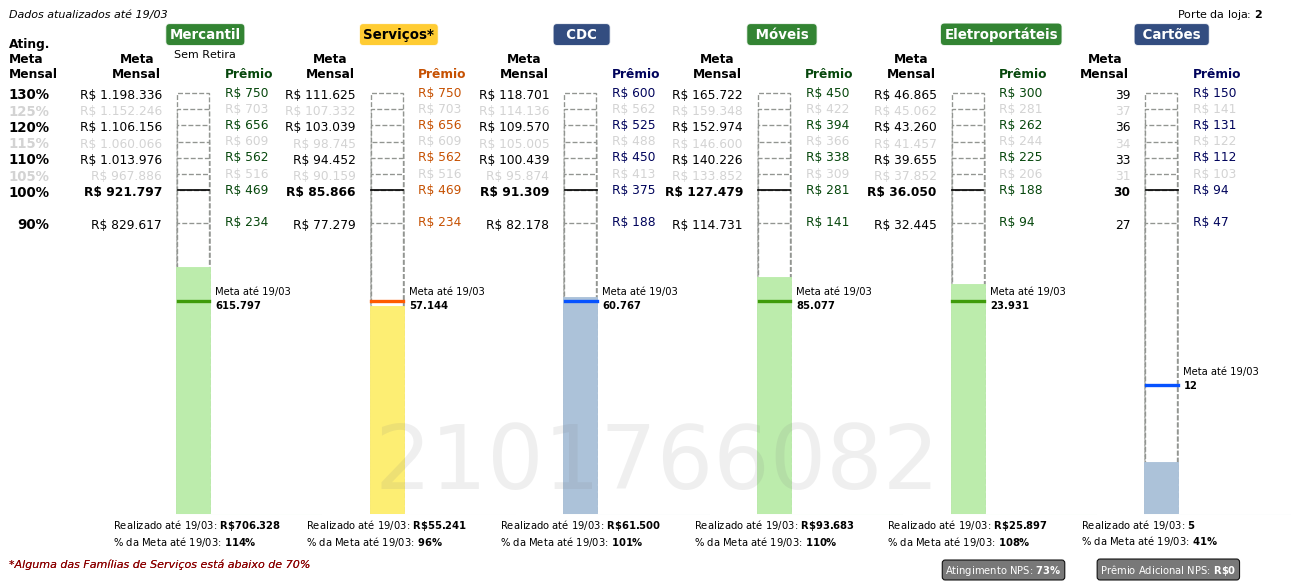 Dados atualizados até 19/03
Porte da loja: 2
Mercantil
Serviços*
CDC
Móveis
Eletroportáteis
Cartões
Sem Retira
Ating. Meta Mensal
Meta Mensal Prêmio Meta Mensal Prêmio Meta Mensal Prêmio Meta Mensal Prêmio Meta Mensal Prêmio Meta Mensal Prêmio
130% R$ 1.198.336 R$ 750 R$ 111.625 R$ 750 R$ 118.701 R$ 600 R$ 165.722 R$ 450 R$ 46.865 R$ 300 39 R$ 150
125% R$ 1.152.246 R$ 703 R$ 107.332 R$ 703 R$ 114.136 R$ 562 R$ 159.348 R$ 422 R$ 45.062 R$ 281 37 R$ 141
120% R$ 1.106.156 R$ 656 R$ 103.039 R$ 656 R$ 109.570 R$ 525 R$ 152.974 R$ 394 R$ 43.260 R$ 262 36 R$ 131
115% R$ 1.060.066 R$ 609 R$ 98.745 R$ 609 R$ 105.005 R$ 488 R$ 146.600 R$ 366 R$ 41.457 R$ 244 34 R$ 122
110% R$ 1.013.976 R$ 562 R$ 94.452 R$ 562 R$ 100.439 R$ 450 R$ 140.226 R$ 338 R$ 39.655 R$ 225 33 R$ 112
105% R$ 967.886 R$ 516 R$ 90.159 R$ 516 R$ 95.874 R$ 413 R$ 133.852 R$ 309 R$ 37.852 R$ 206 31 R$ 103
100% R$ 921.797 R$ 469 R$ 85.866 R$ 469 R$ 91.309 R$ 375 R$ 127.479 R$ 281 R$ 36.050 R$ 188 30 R$ 94
90% R$ 829.617 R$ 234 R$ 77.279 R$ 234 R$ 82.178 R$ 188 R$ 114.731 R$ 141 R$ 32.445 R$ 94 27 R$ 47
Meta até 19/03
615.797
Meta até 19/03
57.144
Meta até 19/03
60.767
Meta até 19/03
85.077
Meta até 19/03
23.931
Meta até 19/03
12
2101766082
Realizado até 19/03: R$706.328
% da Meta até 19/03: 114%
Realizado até 19/03: R$55.241
% da Meta até 19/03: 96%
Realizado até 19/03: R$61.500
% da Meta até 19/03: 101%
Realizado até 19/03: R$93.683
% da Meta até 19/03: 110%
Realizado até 19/03: R$25.897
% da Meta até 19/03: 108%
Realizado até 19/03: 5
% da Meta até 19/03: 41%
*Alguma das Famílias de Serviços está abaixo de 70%
Atingimento NPS: 73%
Prêmio Adicional NPS: R$0